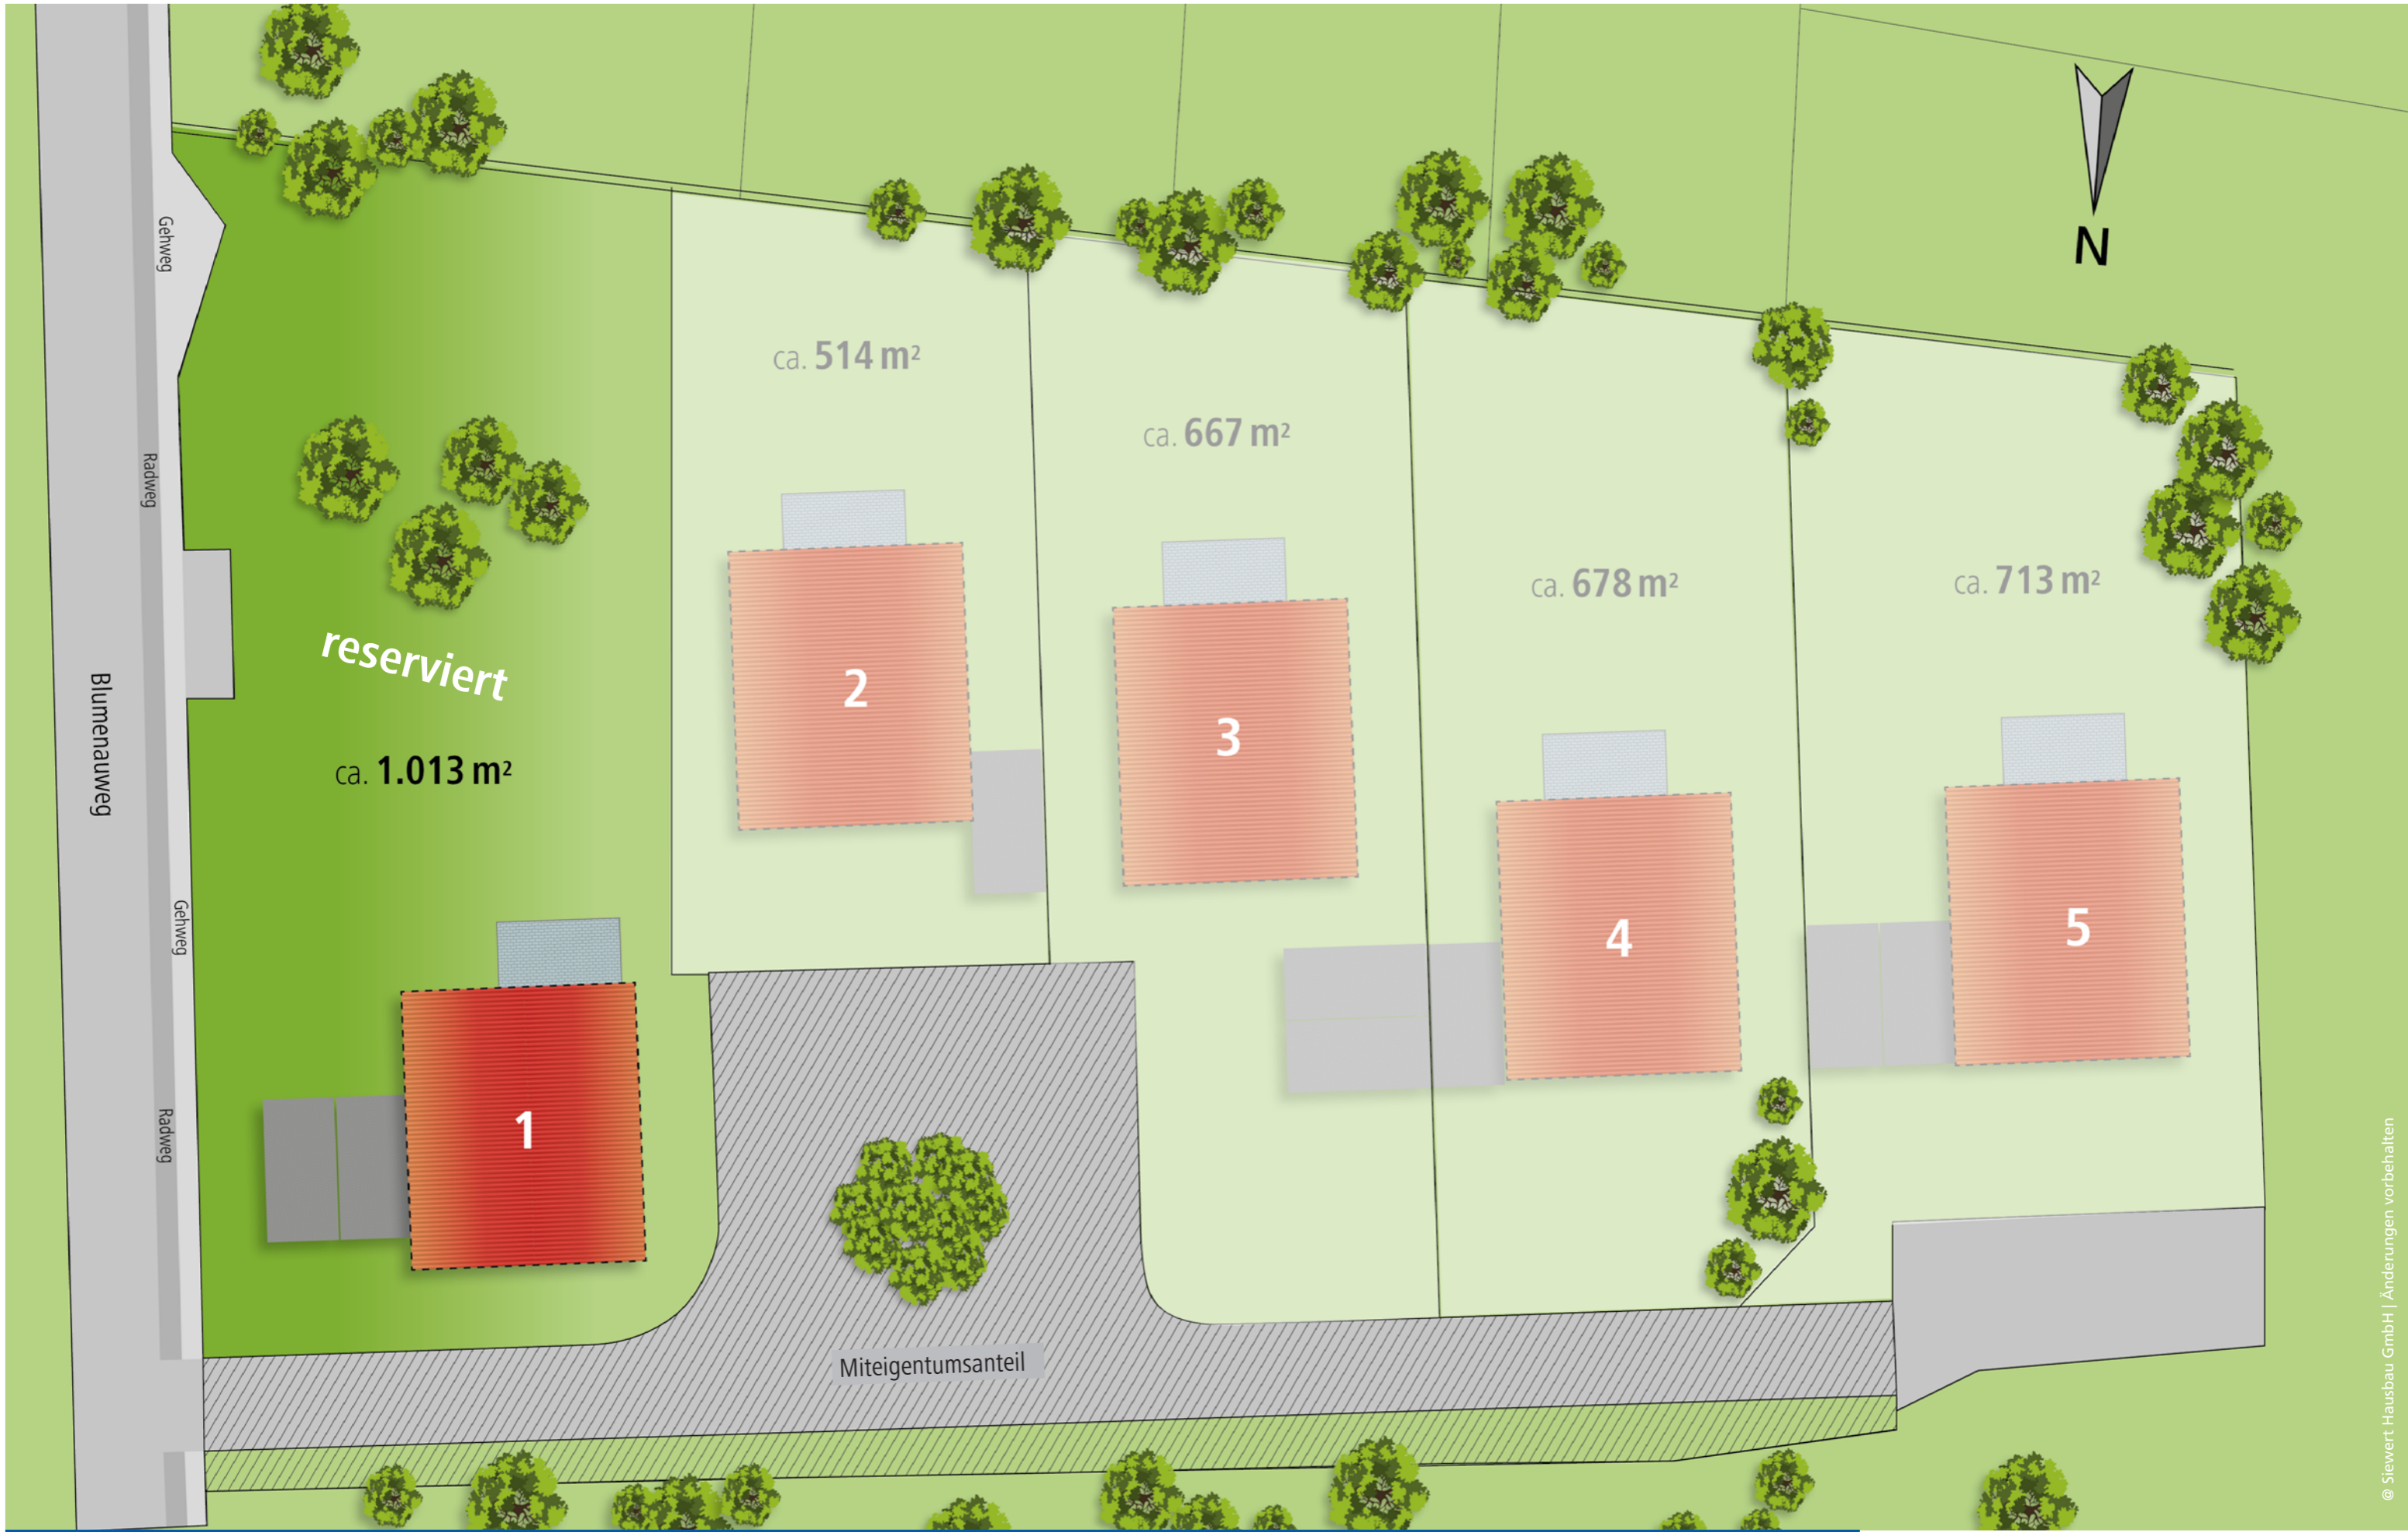 N
Gehweg
ca. 514 m²
ca. 667 m²
Radweg
ca. 678 m²
ca. 713 m²
reserviert
2
3
Blumenauweg
ca. 1.013 m²
Gehweg
4
5
Radweg
1
Miteigentumsanteil
@ Siewert Hausbau GmbH | Änderungen vorbehalten